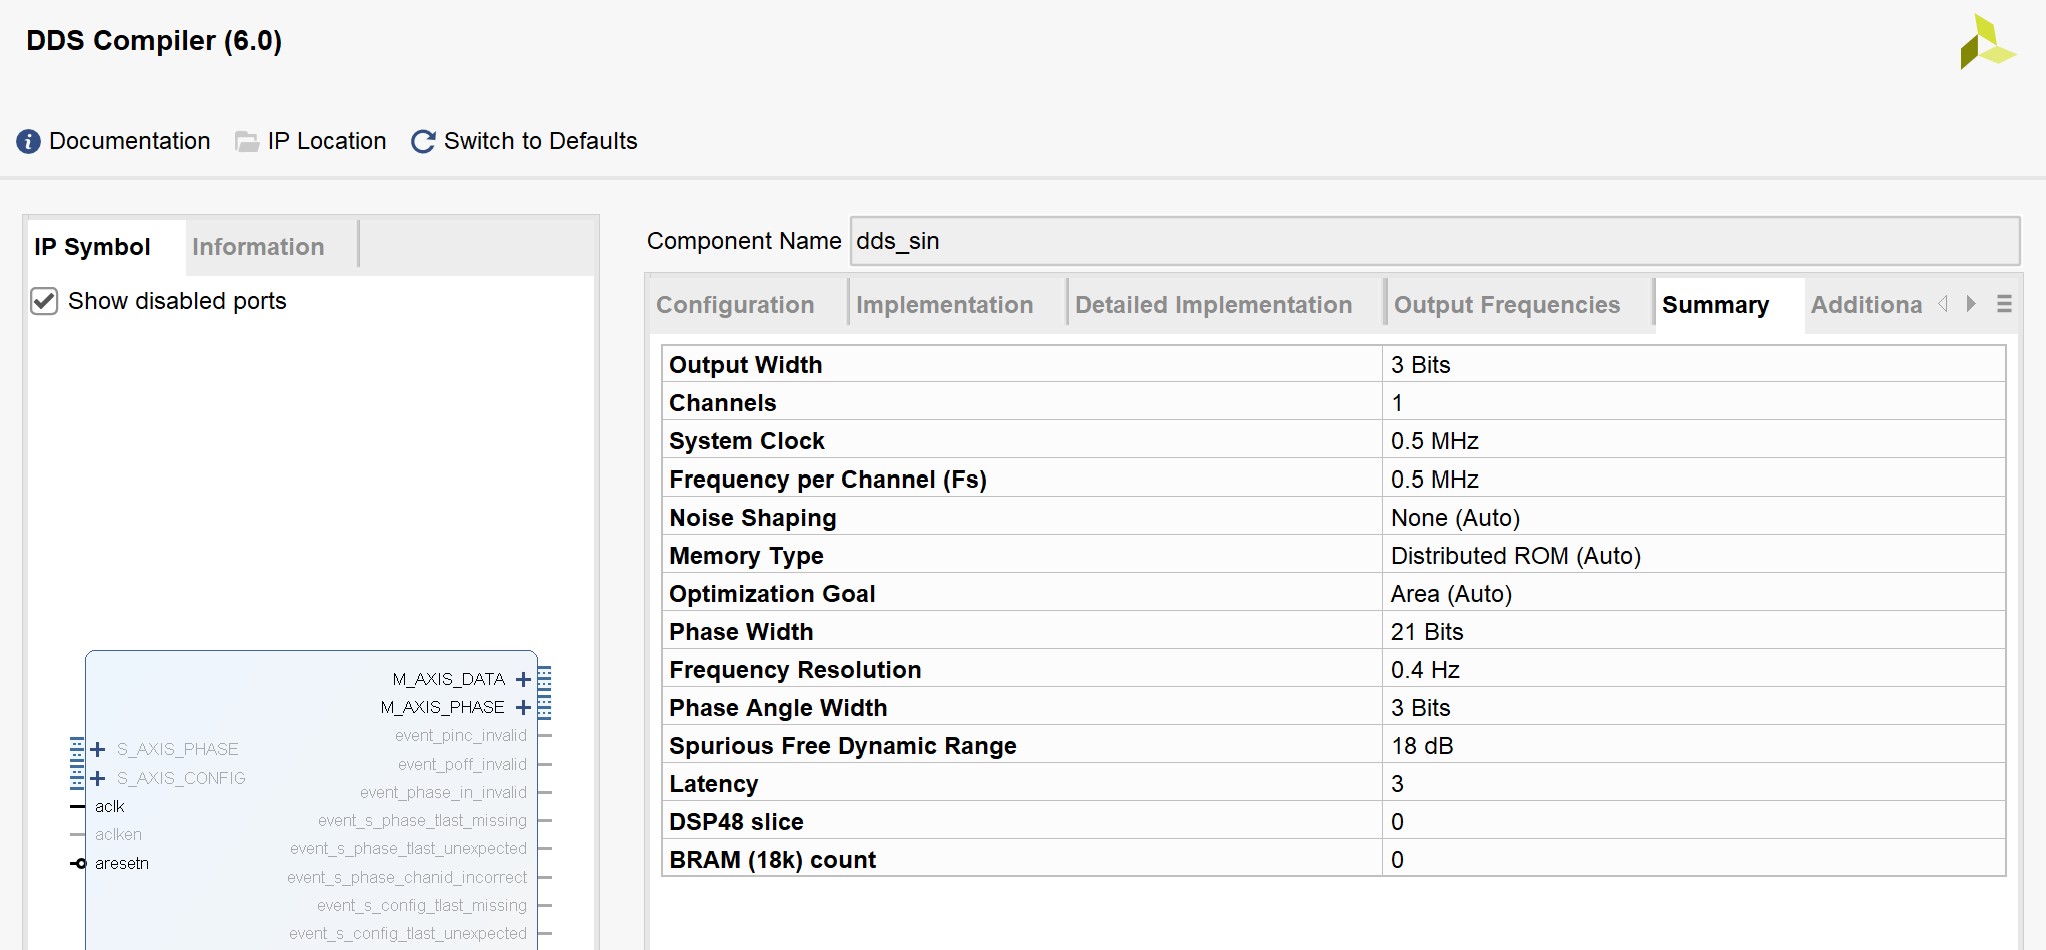 DDS Compiler (6.0)
Documentation IP Location Switch to Defaults
IP Symbol Information
Show disabled ports
M_AXIS_DATA
M_AXIS_PHASE
event_pinc_invalid
event_poff_invalid
event_phase_in_invalid
event_s_phase_tlast_missing
event_s_phase_tlast_unexpected
event_s_phase_chanid_incorrect
event_s_config_tlast_missing
event_s_config_tlast_unexpected
S_AXIS_PHASE
S_AXIS_CONFIG
aclk
aclken
aresetn
Component Name dds_sin
Configuration Implementation Detailed Implementation Output Frequencies Summary Additiona
Output Width 3 Bits
Channels 1
System Clock 0.5 MHz
Frequency per Channel (Fs) 0.5 MHz
Noise Shaping None (Auto)
Memory Type Distributed ROM (Auto)
Optimization Goal Area (Auto)
Phase Width 21 Bits
Frequency Resolution 0.4 Hz
Phase Angle Width 3 Bits
Spurious Free Dynamic Range 18 dB
Latency 3
DSP48 slice 0
BRAM (18k) count 0